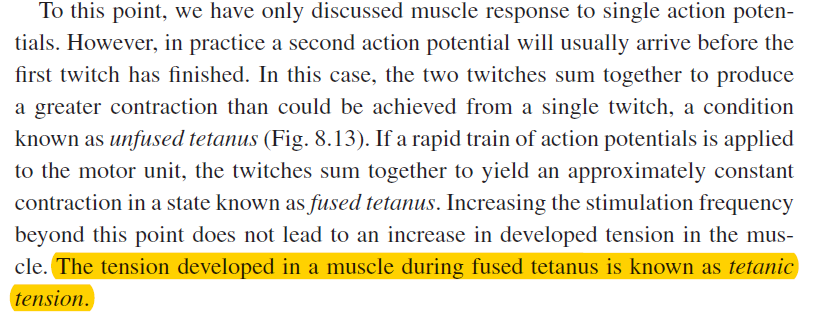 To this point, we have only discussed muscle response to single action poten-
tials. However, in practice a second action potential will usually arrive before the
first twitch has finished. In this case, the two twitches sum together to produce
a greater contraction than could be achieved from a single twitch, a condition
known as unfused tetanus (Fig. 8.13). If a rapid train of action potentials is applied
to the motor unit, the twitches sum together to yield an approximately constant
contraction in a state known as fused tetanus. Increasing the stimulation frequency
beyond this point does not lead to an increase in developed tension in the mus-
cle. The tension developed in a muscle during fused tetanus is known as tetanic
tension.